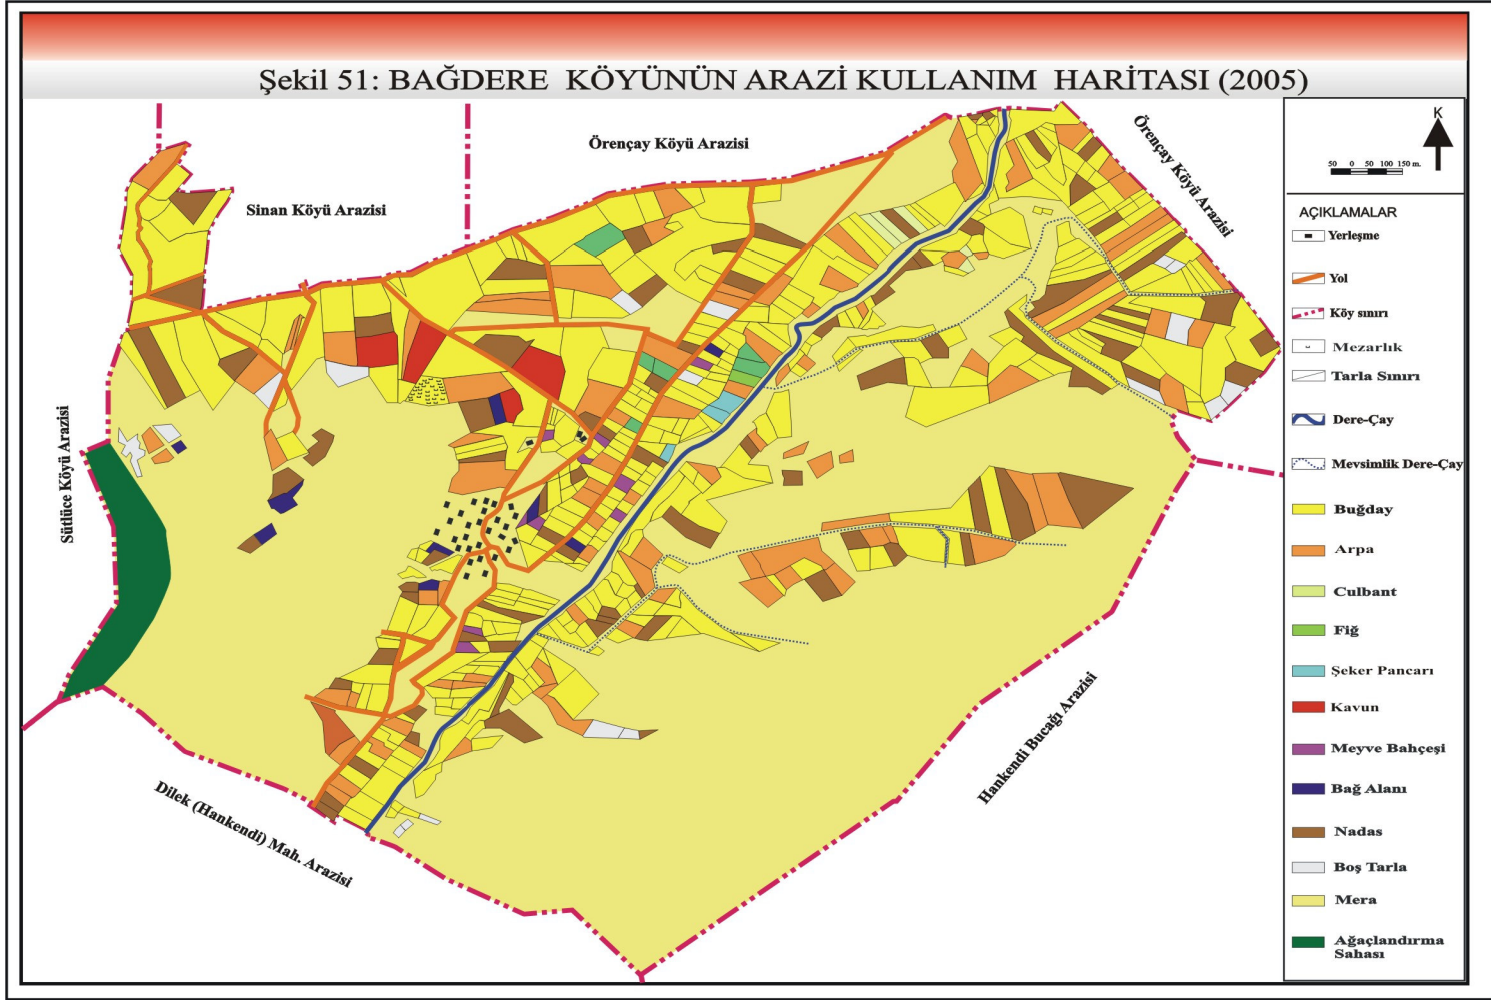 Şekil 51: BAĞDERE KÖYÜNÜN ARAZİ KULLANIM HARİTASI (2005)
Örençay Köyü Arazisi
Örençay Köyü Arazisi
Sinan Köyü Arazisi
Sütlüce Köyü Arazisi
Dilek (Hankendi) Mah. Arazisi
Hankendi Bucağı Arazisi
K
50 0 50 100 150 m.
AÇIKLAMALAR
Yerleşme
Yol
Köy sınırı
Mezarlık
Tarla Sınırı
Dere-Çay
Mevsimlik Dere-Çay
Buğday
Arpa
Culbant
Fiğ
Şeker Pancarı
Kavun
Meyve Bahçeşi
Bağ Alanı
Nadas
Boş Tarla
Mera
Ağaçlandırma
Sahası